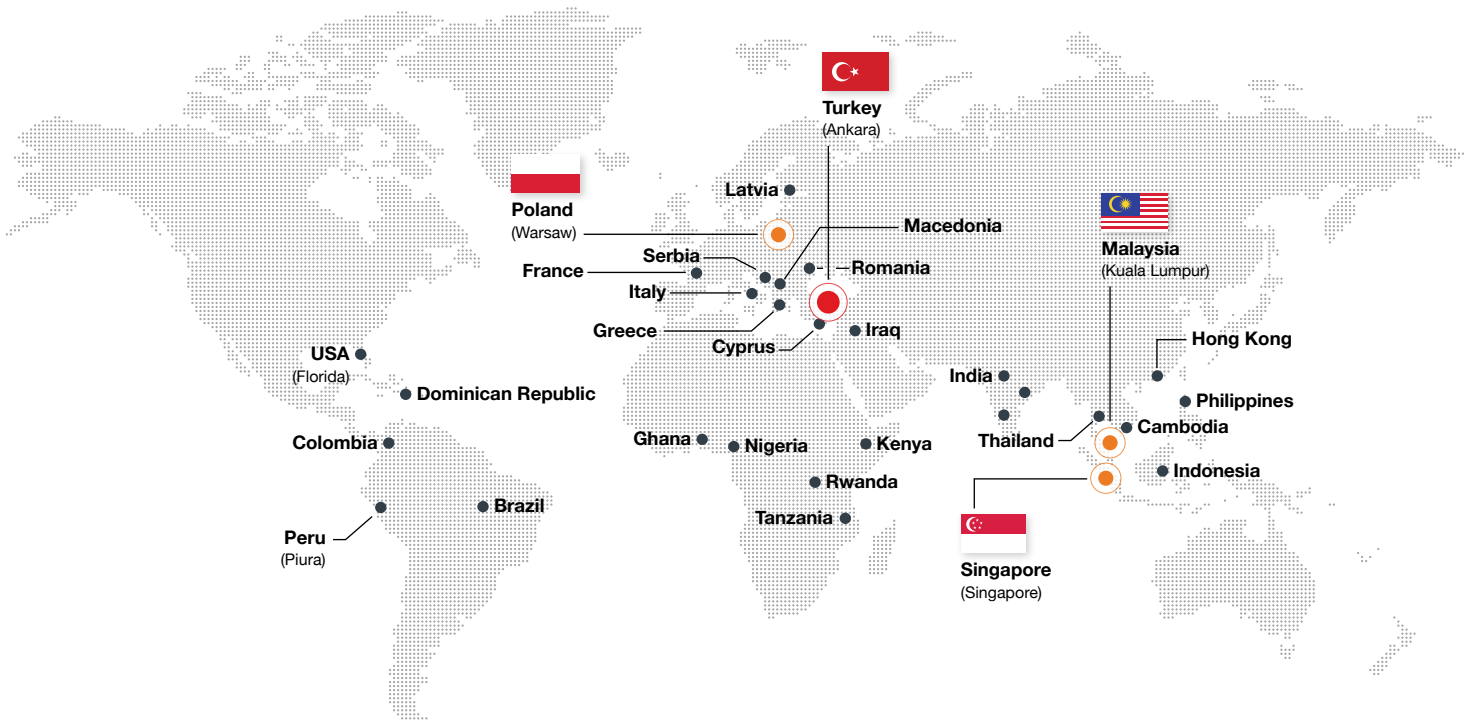 Turkey
(Ankara)
Latvia
Poland
(Warsaw)
Macedonia
Malaysia
(Kuala Lumpur)
Serbia
France
Romania
Italy
Greece
Iraq
Cyprus
Hong Kong
USA
(Florida)
India
Dominican Republic
Philippines
Cambodia
Colombia
Ghana
Nigeria
Kenya
Thailand
Indonesia
Rwanda
Brazil
Tanzania
Peru
(Piura)
Singapore
(Singapore)